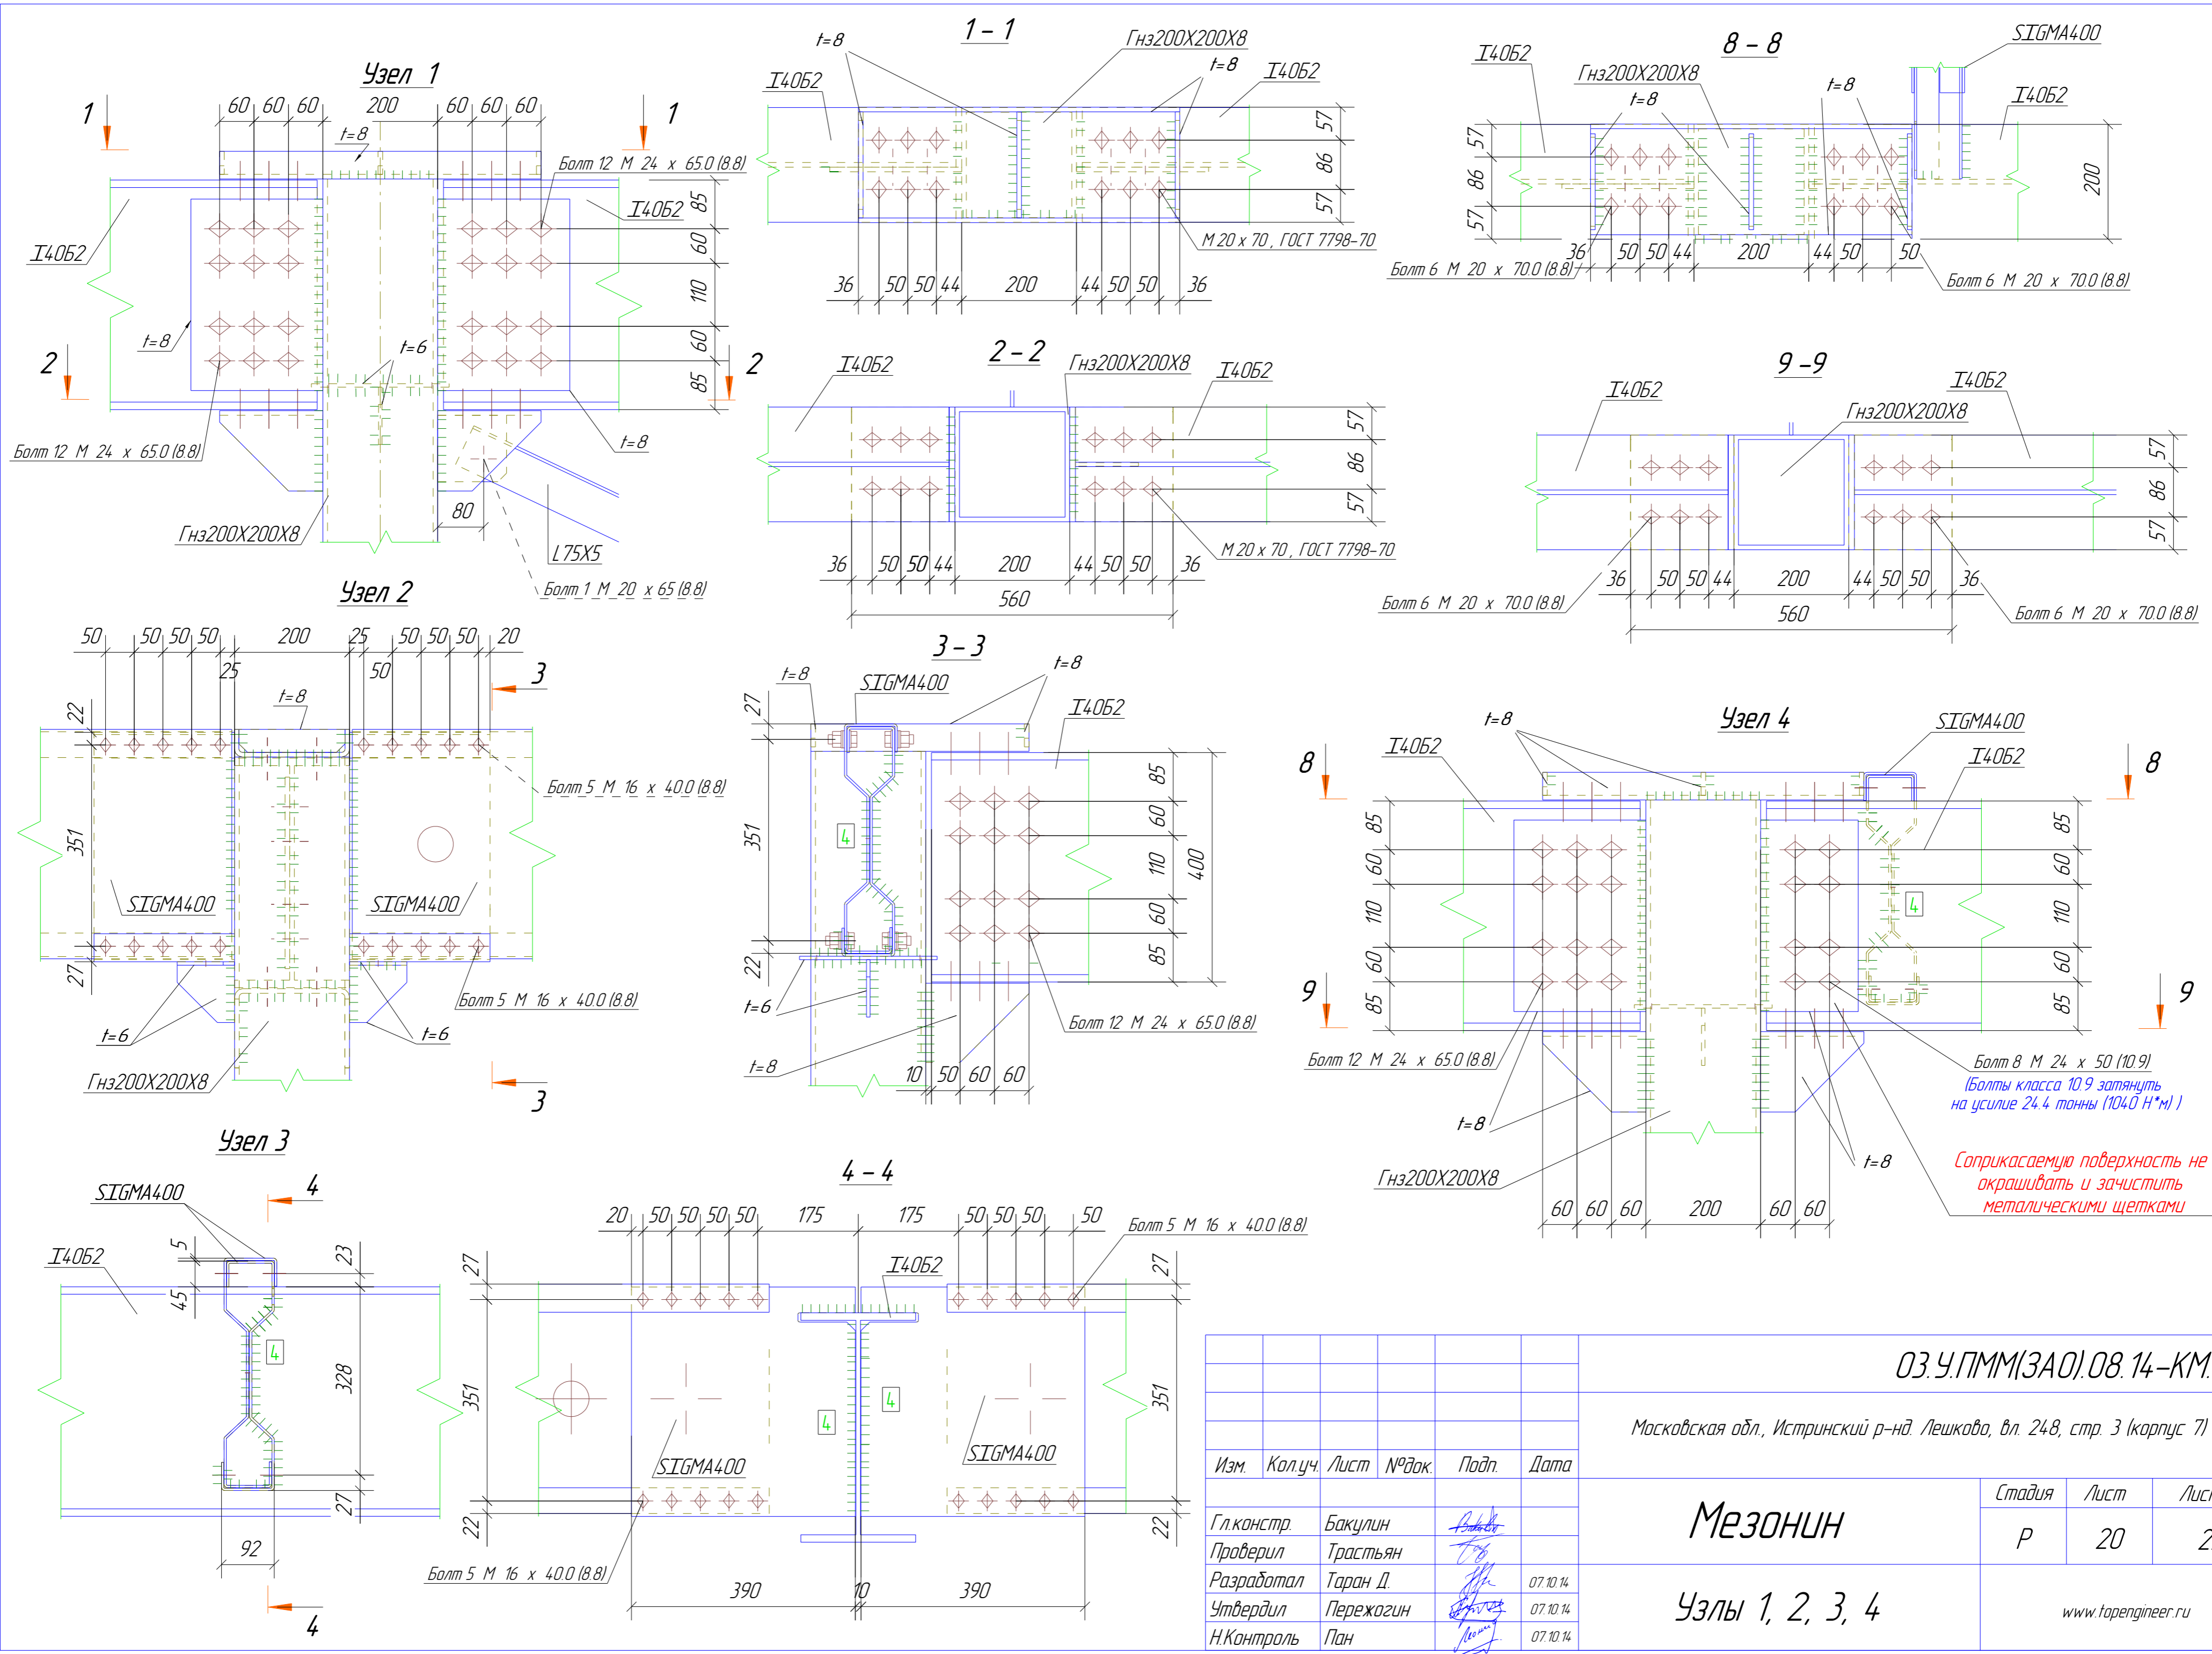 Узел 1
1
1
60 60 60 200 60 60 60
t=8
Болт 12 М 24 х 65.0 (8.8)
I40Б2
I40Б2
85
60
110
60
85
t=8
t=6
2
2
Болт 12 М 24 х 65.0 (8.8)
t=8
80
Гнз200Х200Х8
L75X5
Болт 1 М 20 х 65 (8.8)
1 - 1
t=8
Гнз200Х200Х8
t=8
I40Б2
I40Б2
57
86
57
М 20 х 70 , ГОСТ 7798-70
36 50 50 44 200 44 50 50 36
8 - 8
SIGMA400
I40Б2
Гнз200Х200Х8
t=8
t=8
I40Б2
57
86
57
200
36 50 50 44 200 44 50 50
Болт 6 М 20 х 70.0 (8.8)
Болт 6 М 20 х 70.0 (8.8)
2 - 2
I40Б2
Гнз200Х200Х8
I40Б2
57
86
57
М 20 х 70 , ГОСТ 7798-70
36 50 50 44 200 44 50 50 36
560
9 -9
I40Б2
I40Б2
Гнз200Х200Х8
57
86
57
36 50 50 44 200 44 50 50 36
Болт 6 М 20 х 70.0 (8.8)
Болт 6 М 20 х 70.0 (8.8)
560
Узел 2
50 50 50 50 200 25 50 50 50 20
25 50
3
t=8
22
351
27
Болт 5 М 16 х 40.0 (8.8)
SIGMA400
SIGMA400
Болт 5 М 16 х 40.0 (8.8)
t=6
t=6
Гнз200Х200Х8
3
3 - 3
t=8
t=8
SIGMA400
I40Б2
27
351
22
4
85
60
110
60
85
400
t=6
Болт 12 М 24 х 65.0 (8.8)
t=8
10 50 60 60
Узел 4
t=8
SIGMA400
I40Б2
I40Б2
8
8
85
60
110
60
85
4
85
60
110
60
85
9
9
Болт 12 М 24 х 65.0 (8.8)
Болт 8 М 24 х 50 (10.9)
(Болты класса 10.9 затянуть
на усилие 24.4 тонны (1040 Н*м) )
t=8
t=8
Гнз200Х200Х8
Соприкасаемую поверхность не
окрашивать и зачистить
металическими щетками
60 60 60 200 60 60
Узел 3
SIGMA400
4
I40Б2
5
45
23
328
27
4
92
4
4 - 4
20 50 50 50 50 175 175 50 50 50 50
Болт 5 М 16 х 40.0 (8.8)
27
351
22
I40Б2
27
351
22
4
4
SIGMA400
SIGMA400
Болт 5 М 16 х 40.0 (8.8)
390 10 390
03.У.ПММ(ЗАО).08.14-КМ.
Московская обл., Истринский р-нд. Лешково, вл. 248, стр. 3 (корпус 7)
Изм. Кол.уч. Лист №док. Подп. Дата
Гл.констр. Бакулин
Проверил Трастьян
Разработал Таран Д. 07.10.14
Утвердил Пережогин 07.10.14
Н.Контроль Пан 07.10.14
Мезонин
Стадия Лист
Р 20
Узлы 1, 2, 3, 4
www.topengineer.ru